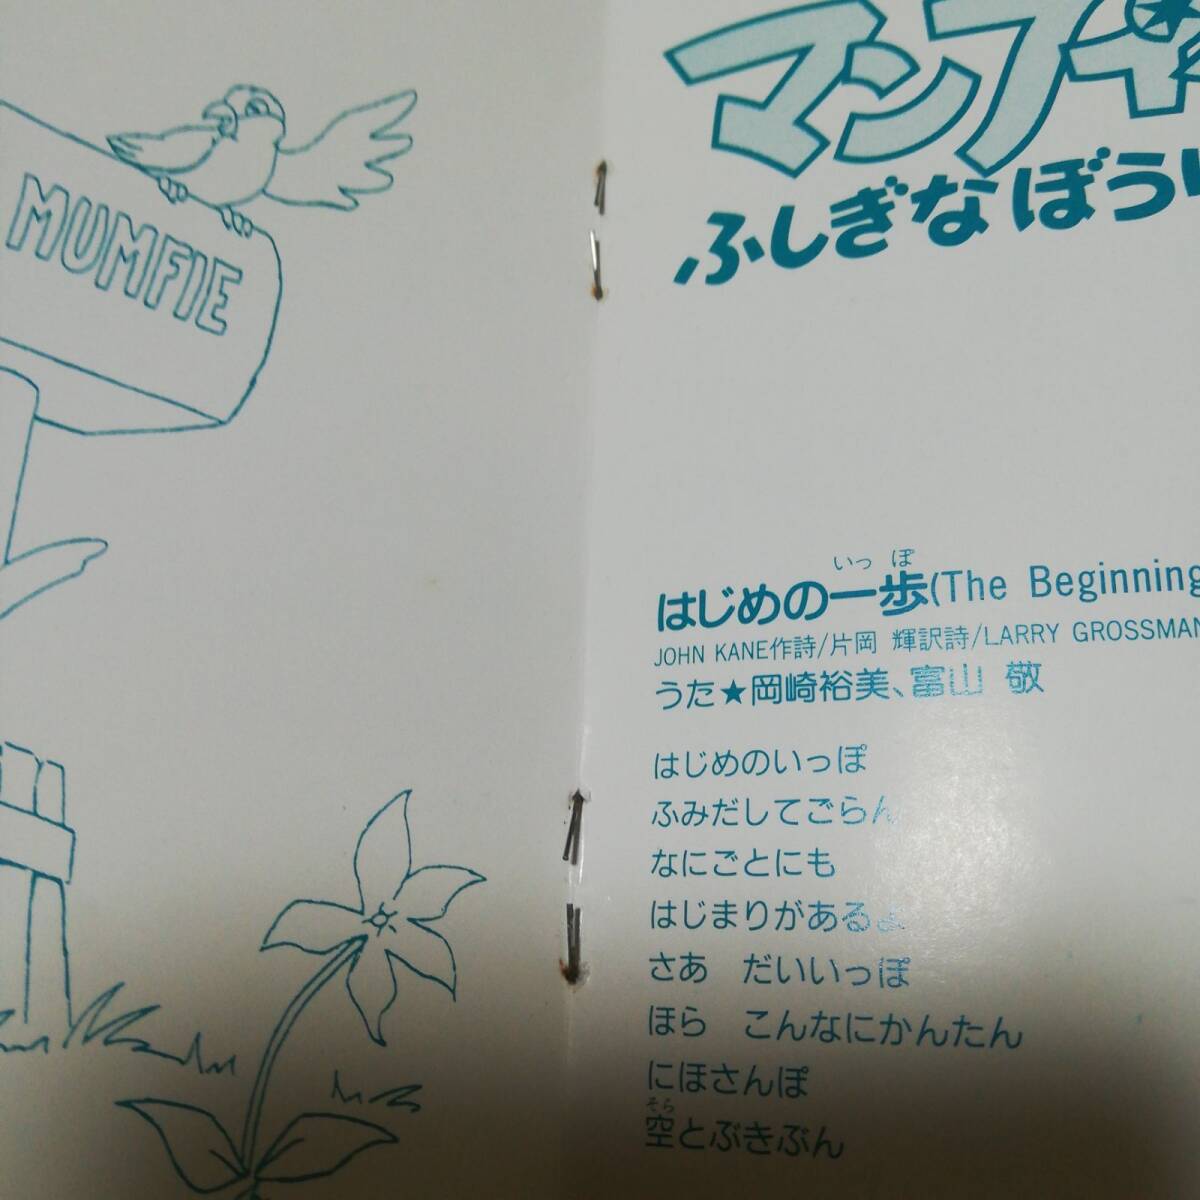 MUMFIE
マンフィ
ふしぎなぼう
はじめの一歩(The Beginning
いっ ぽ
JOHN KANE作詩/片岡 輝訳詩/LARRY GROSSMAN
うた★岡崎裕美、富山 敬
はじめのいっぽ
ふみだしてごらん
なにごとにも
はじまりがあるよ
さあ だいいっぽ
ほら こんなにかんたん
にほさんぽ
そら
空とぶきぶん